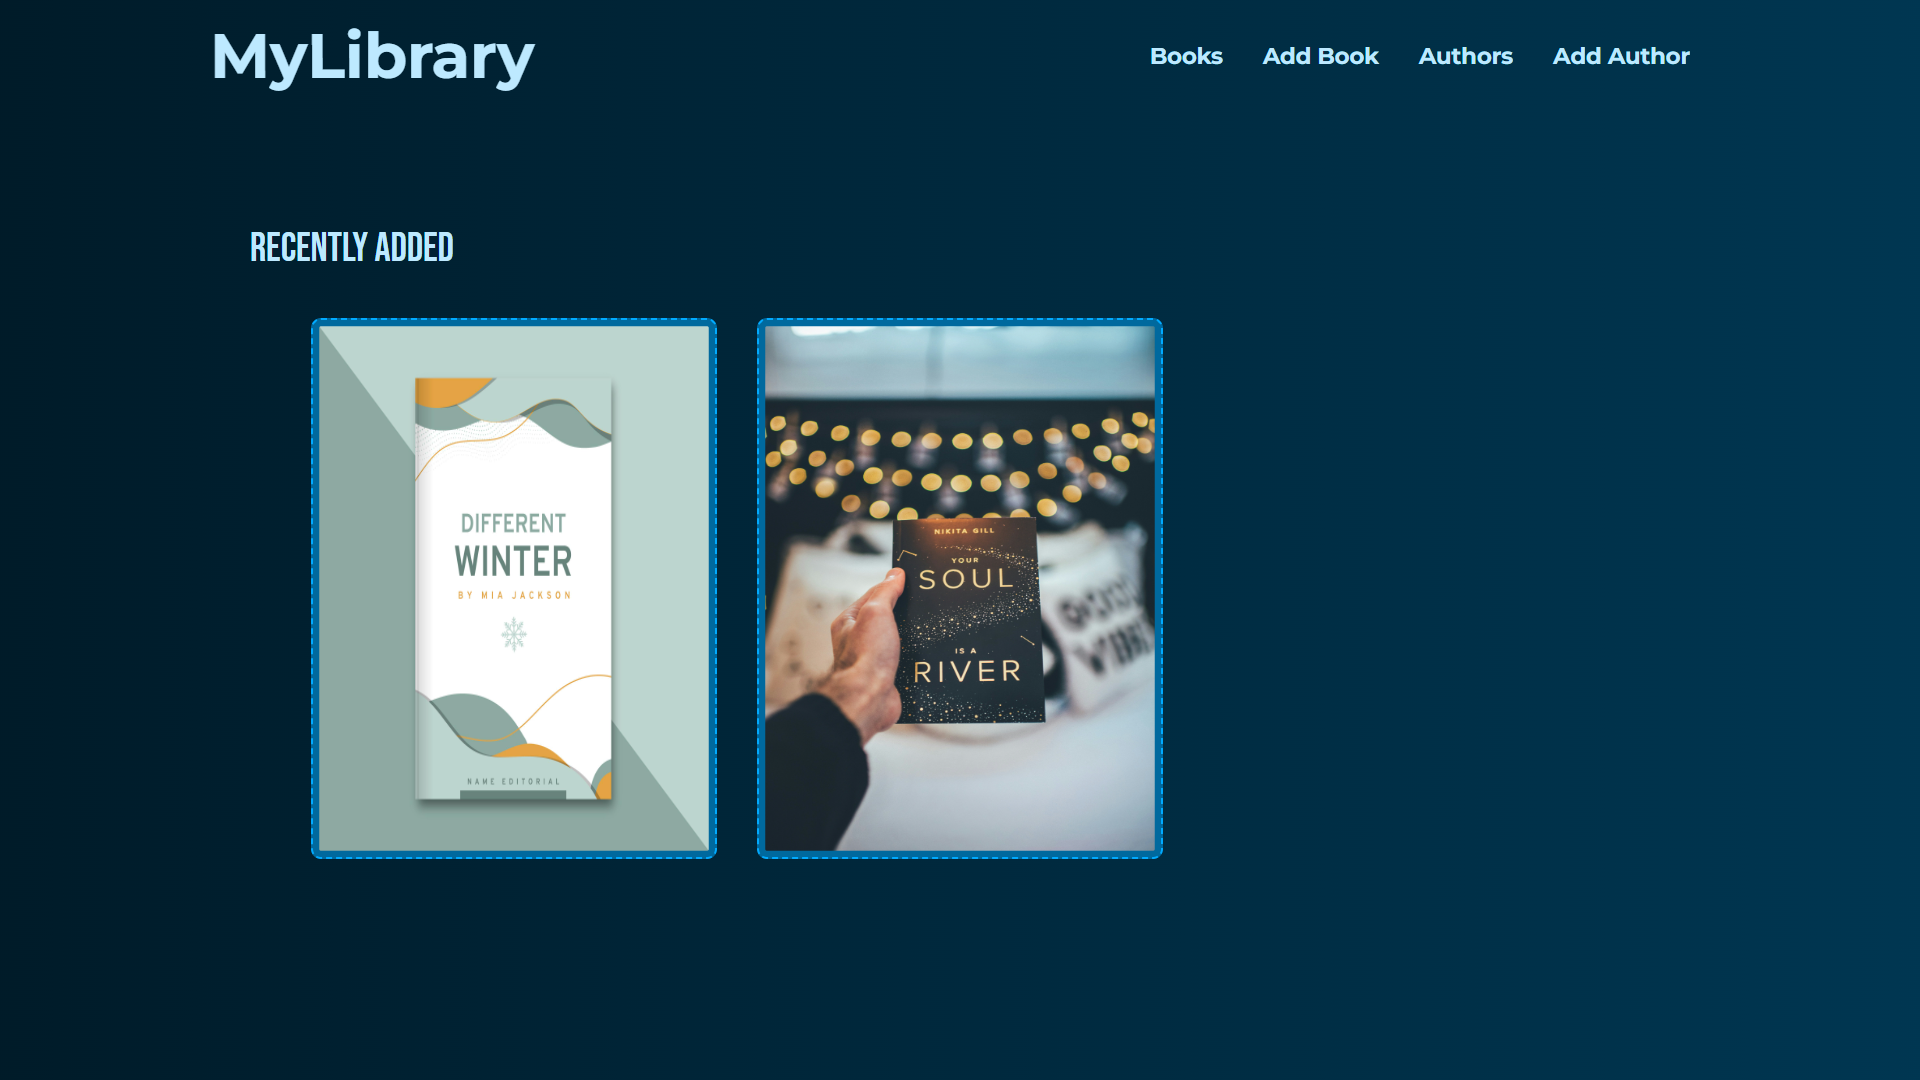 MyLibrary
Books
Add Book
Authors
Add Author
RECENTLY ADDED
DIFFERENT
WINTER
BY MIA JACKSON
NAME EDITORIAL
NIKITA GILL
YOUR
SOUL
IS A
RIVER